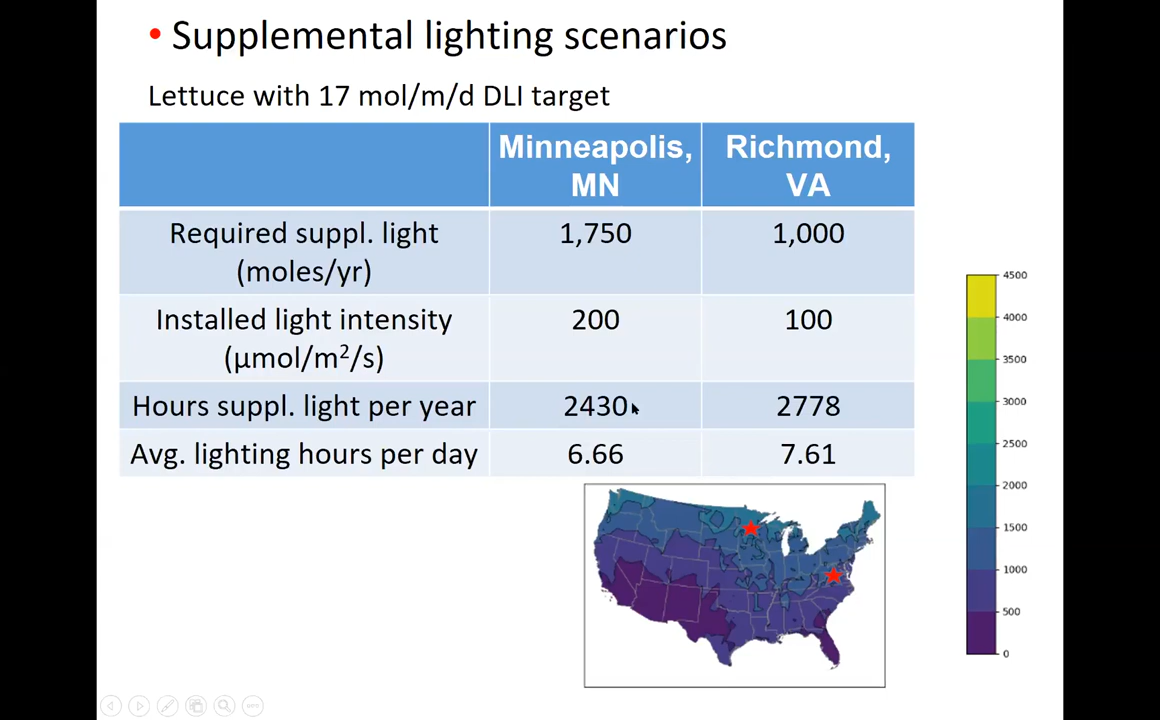 • Supplemental lighting scenarios
Lettuce with 17 mol/m/d DLI target
Minneapolis, MN
Richmond, VA
Required suppl. light (moles/yr)
1,750
1,000
Installed light intensity (µmol/m²/s)
200
100
Hours suppl. light per year
2430
2778
Avg. lighting hours per day
6.66
7.61
4500
4000
3500
3000
2500
2000
1500
1000
500
0